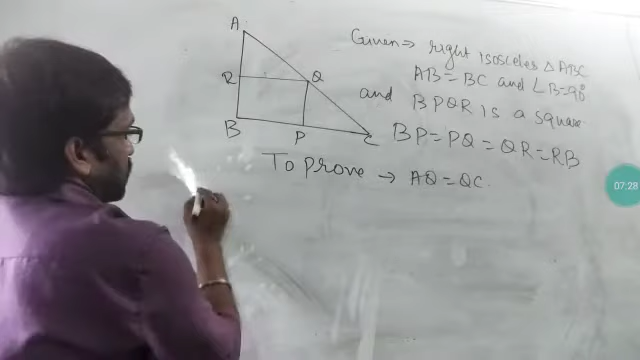 Given ⇒ right isosceles △ABC
AB = BC and ∠B=90°
and BPQR is a square
BP = PQ = QR = RB
To prove → AQ = QC.
A
R
Q
B
P
C
07:28